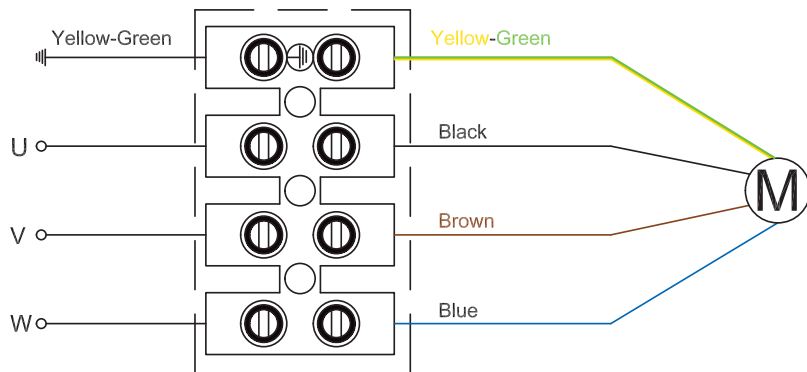 Yellow-Green Yellow-Green
U Black
M
V Brown
W Blue